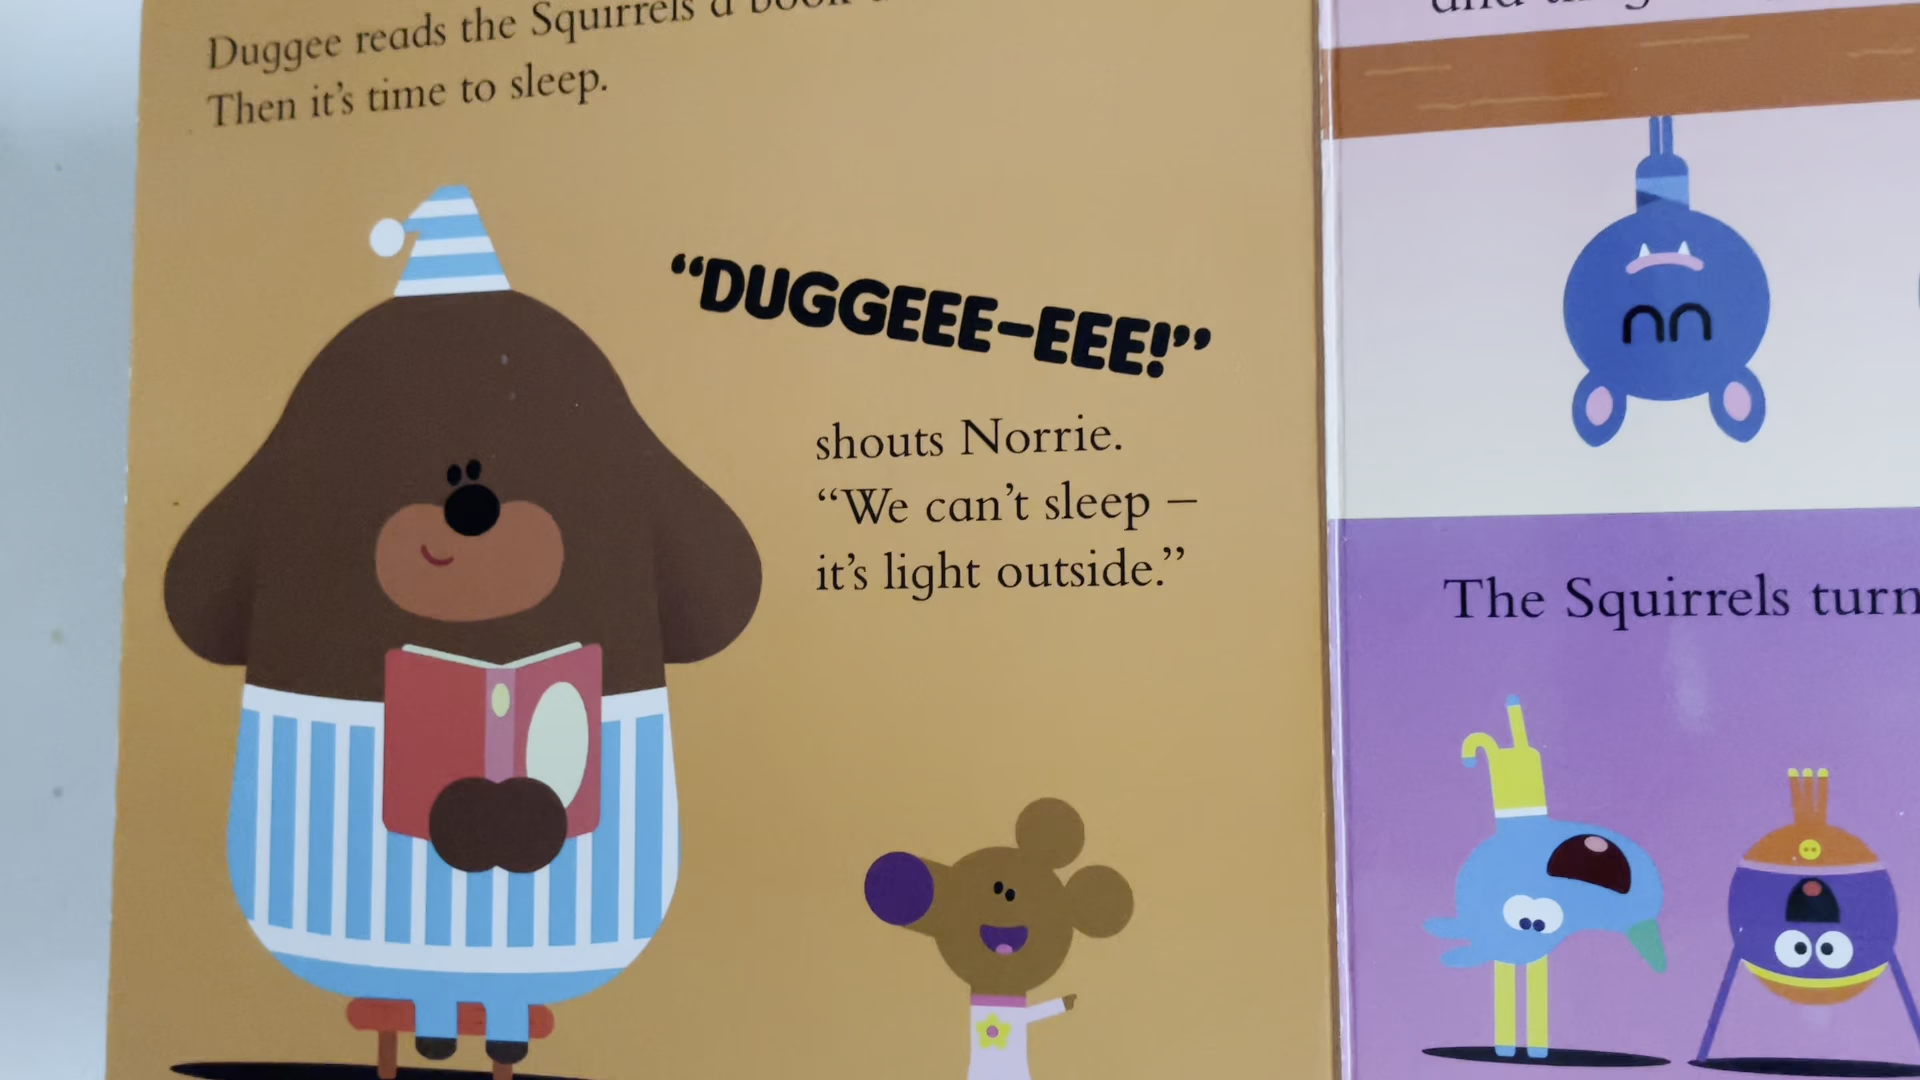 Duggee reads the Squirrels a book
Then it's time to sleep.
“DUGGEEE-EEE!”
shouts Norrie.
“We can't sleep –
it's light outside.”
The Squirrels turn